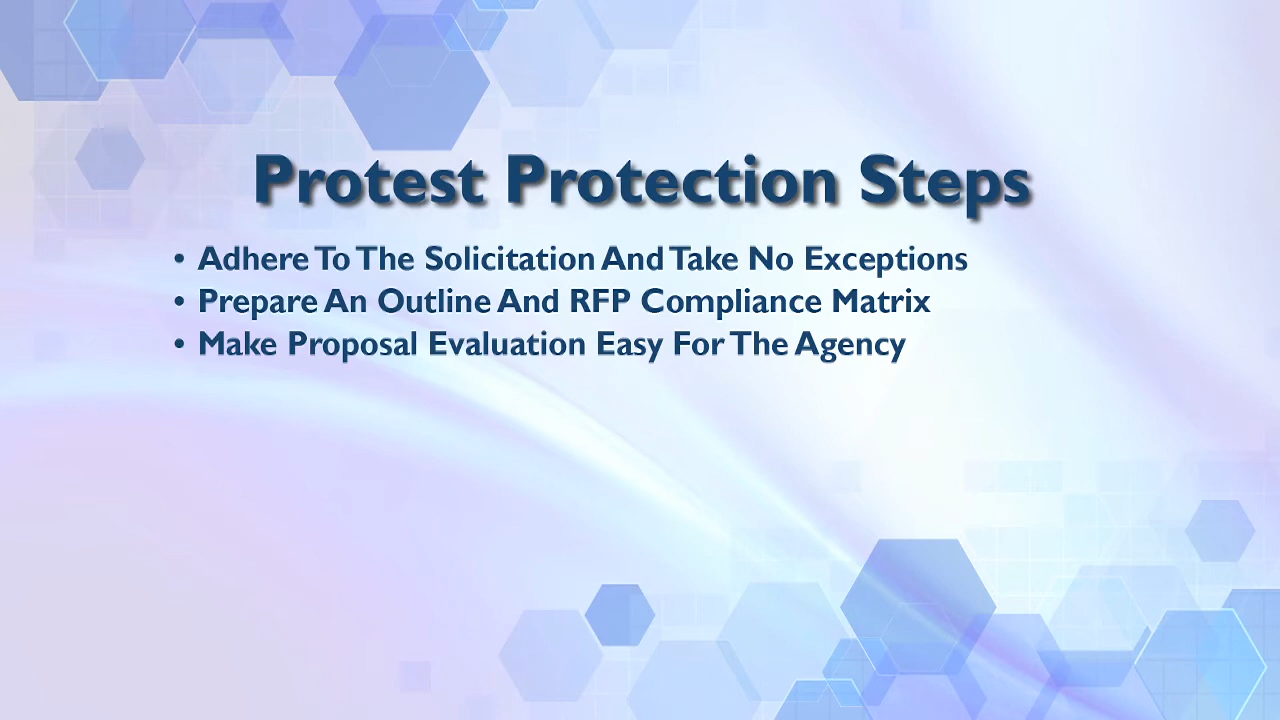 Protest Protection Steps
• Adhere To The Solicitation And Take No Exceptions
• Prepare An Outline And RFP Compliance Matrix
• Make Proposal Evaluation Easy For The Agency